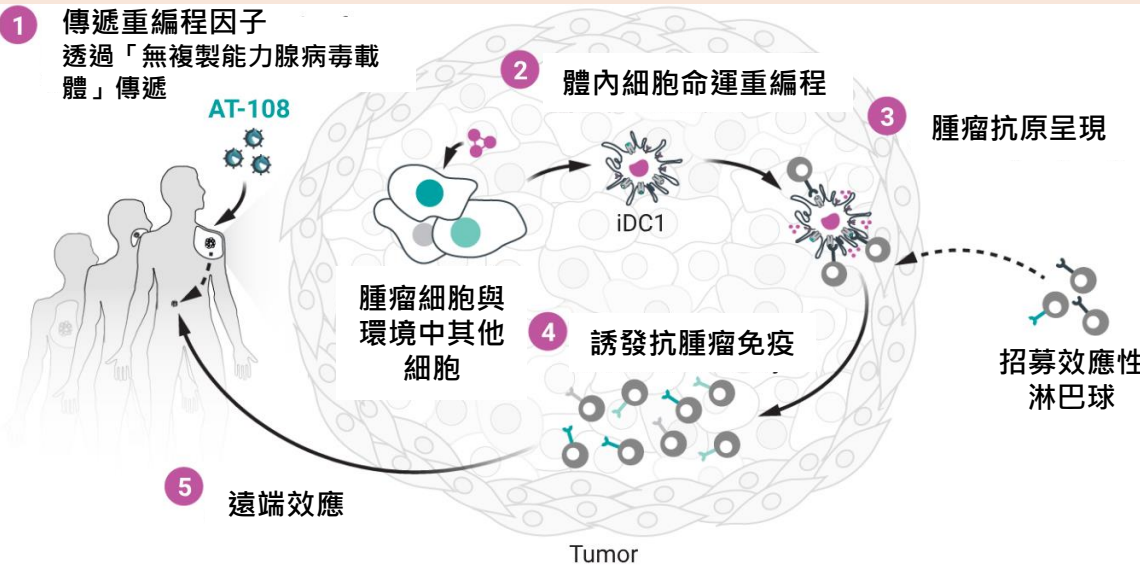 1
傳遞重編程因子
透過「無複製能力腺病毒載
體」傳遞
AT-108
2
體內細胞命運重編程
3
腫瘤抗原呈現
iDC1
腫瘤細胞與
環境中其他
細胞
4
誘發抗腫瘤免疫
招募效應性
淋巴球
5
遠端效應
Tumor